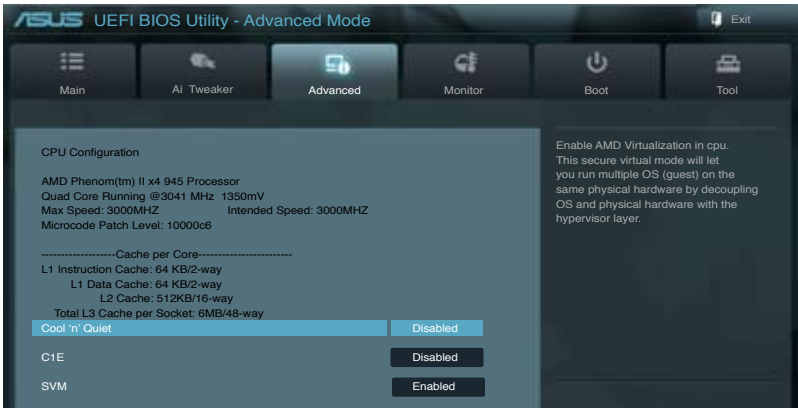 ASUS UEFI BIOS Utility - Advanced Mode
Exit
Main
Ai Tweaker
Advanced
Monitor
Boot
Tool
CPU Configuration
AMD Phenom(tm) II x4 945 Processor
Quad Core Running @3041 MHz 1350mV
Max Speed: 3000MHZ Intended Speed: 3000MHZ
Microcode Patch Level: 10000c6
-------------------Cache per Core------------------------
L1 Instruction Cache: 64 KB/2-way
L1 Data Cache: 64 KB/2-way
L2 Cache: 512KB/16-way
Total L3 Cache per Socket: 6MB/48-way
Cool 'n' Quiet Disabled
C1E Disabled
SVM Enabled
Enable AMD Virtualization in cpu.
This secure virtual mode will let
you run multiple OS (guest) on the
same physical hardware by decoupling
OS and physical hardware with the
hypervisor layer.